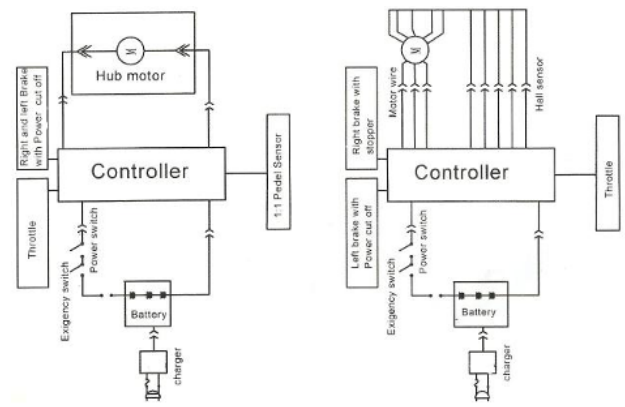 M
Hub motor
Right and left Brake
with Power cut off
Controller
1:1 Pedel Sensor
Throttle
Power switch
Exigency switch
Battery
charger
M
Motor wire
Hall sensor
Right brake with
stopper
Controller
Throttle
Left brake with
Power cut off
Power switch
Exigency switch
Battery
charger